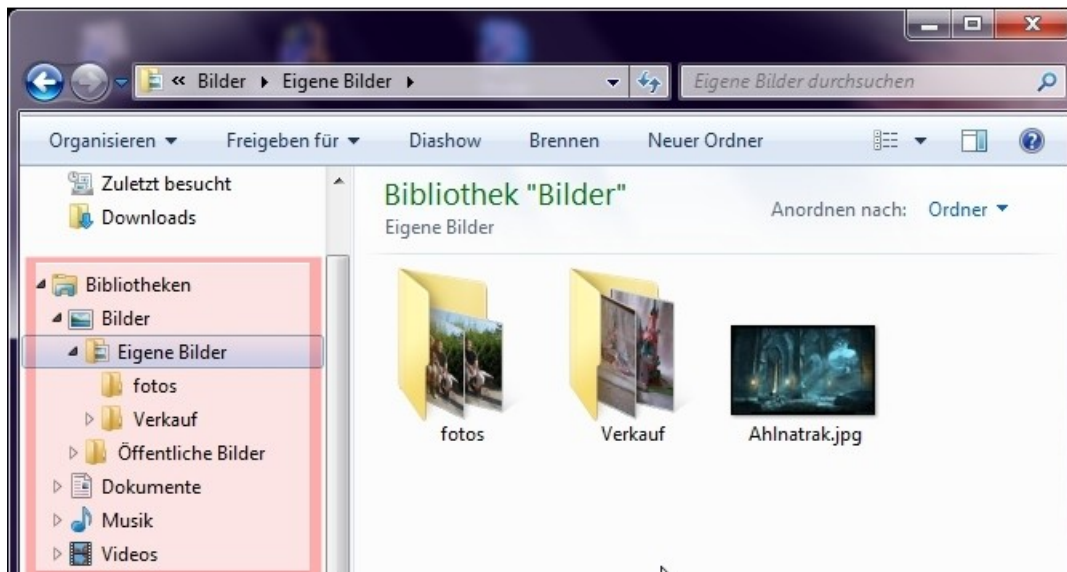 « Bilder ▸ Eigene Bilder ▸
Eigene Bilder durchsuchen
Organisieren Freigeben für Diashow Brennen Neuer Ordner
Zuletzt besucht
Downloads
Bibliotheken
Bilder
Eigene Bilder
fotos
Verkauf
Öffentliche Bilder
Dokumente
Musik
Videos
Bibliothek "Bilder"
Eigene Bilder
Anordnen nach: Ordner
fotos Verkauf Ahlnatrak.jpg